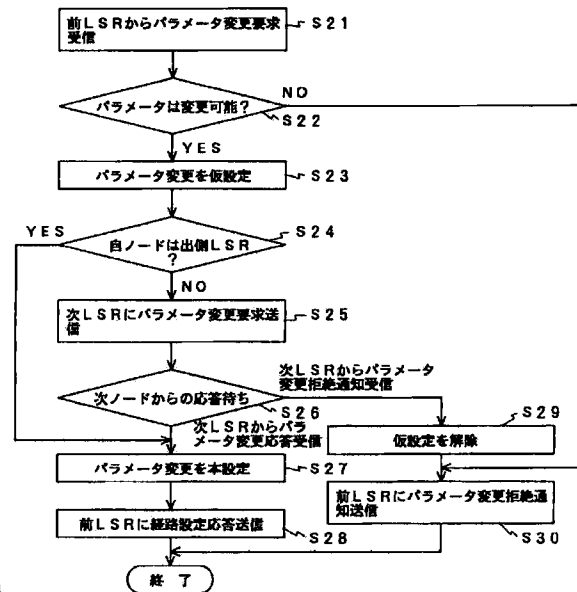 前LSRからパラメータ変更要求
受信
S21
NO
パラメータは変更可能?
S22
YES
パラメータ変更を仮設定
S23
YES
自ノードは出側LSR
?
S24
NO
次LSRにパラメータ変更要求送
信
S25
次LSRからパラメータ
変更拒絶通知受信
次ノードからの応答待ち
S26
次LSRからパラ
メータ変更応答受信
S29
仮設定を解除
パラメータ変更を本設定
S27
前LSRにパラメータ変更拒絶通
知送信
S30
前LSRに経路設定応答送信
S28
終了